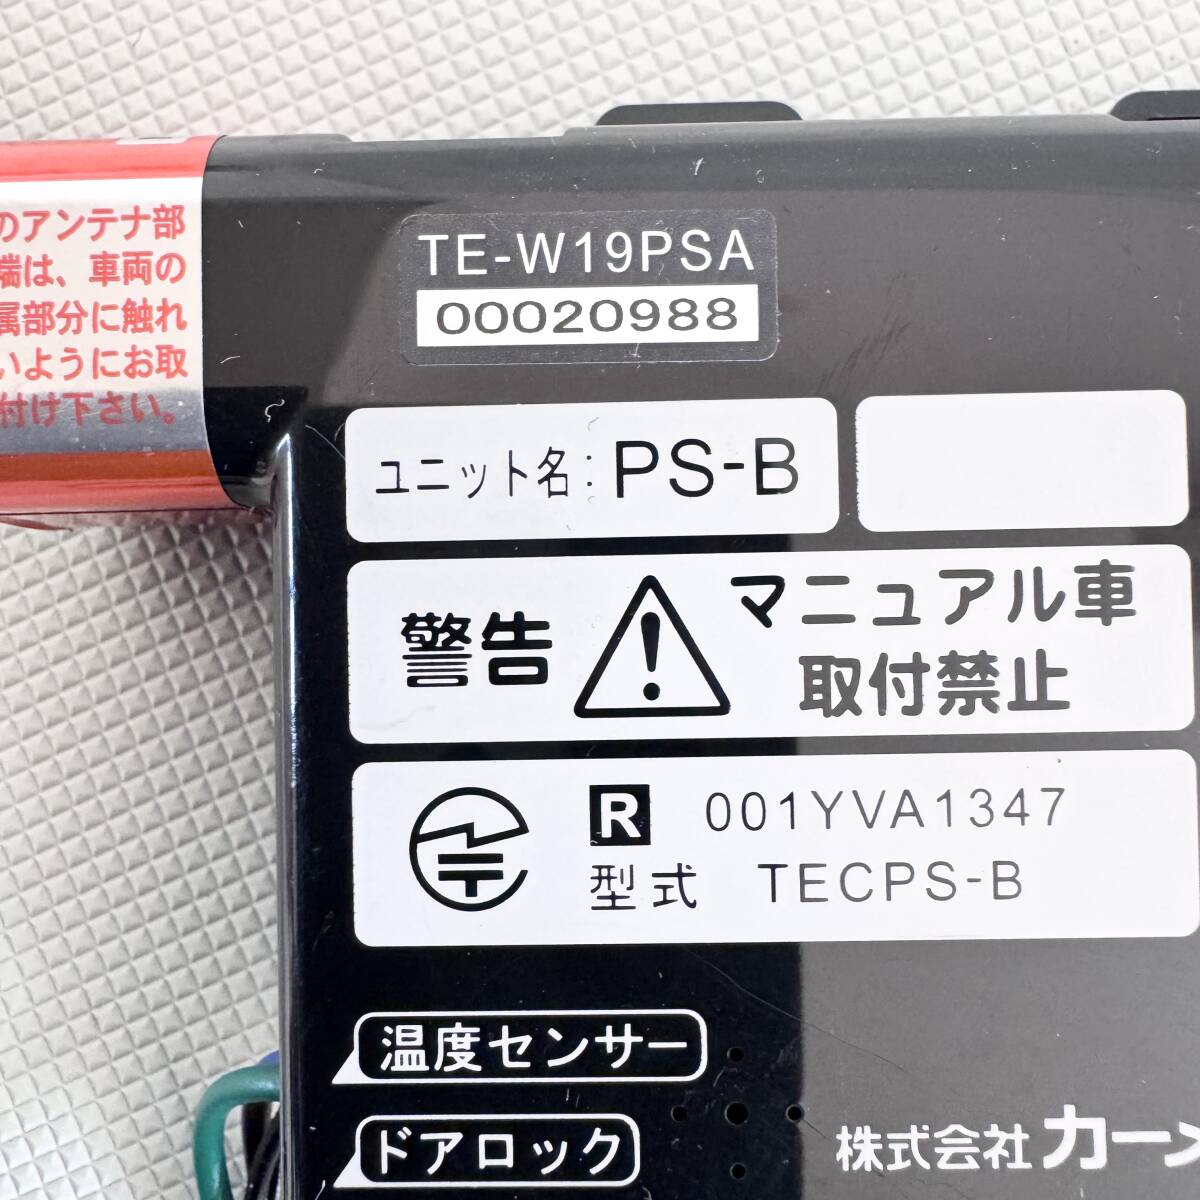 のアンテナ部
端は、車両の
属部分に触れ
いようにお取
付け下さい。
TE-W19PSA
00020988
ユニット名: PS-B
警告
マニュアル車
取付禁止
R 001YVA1347
型式 TECPS-B
温度センサー
ドアロック
株式会社 カー